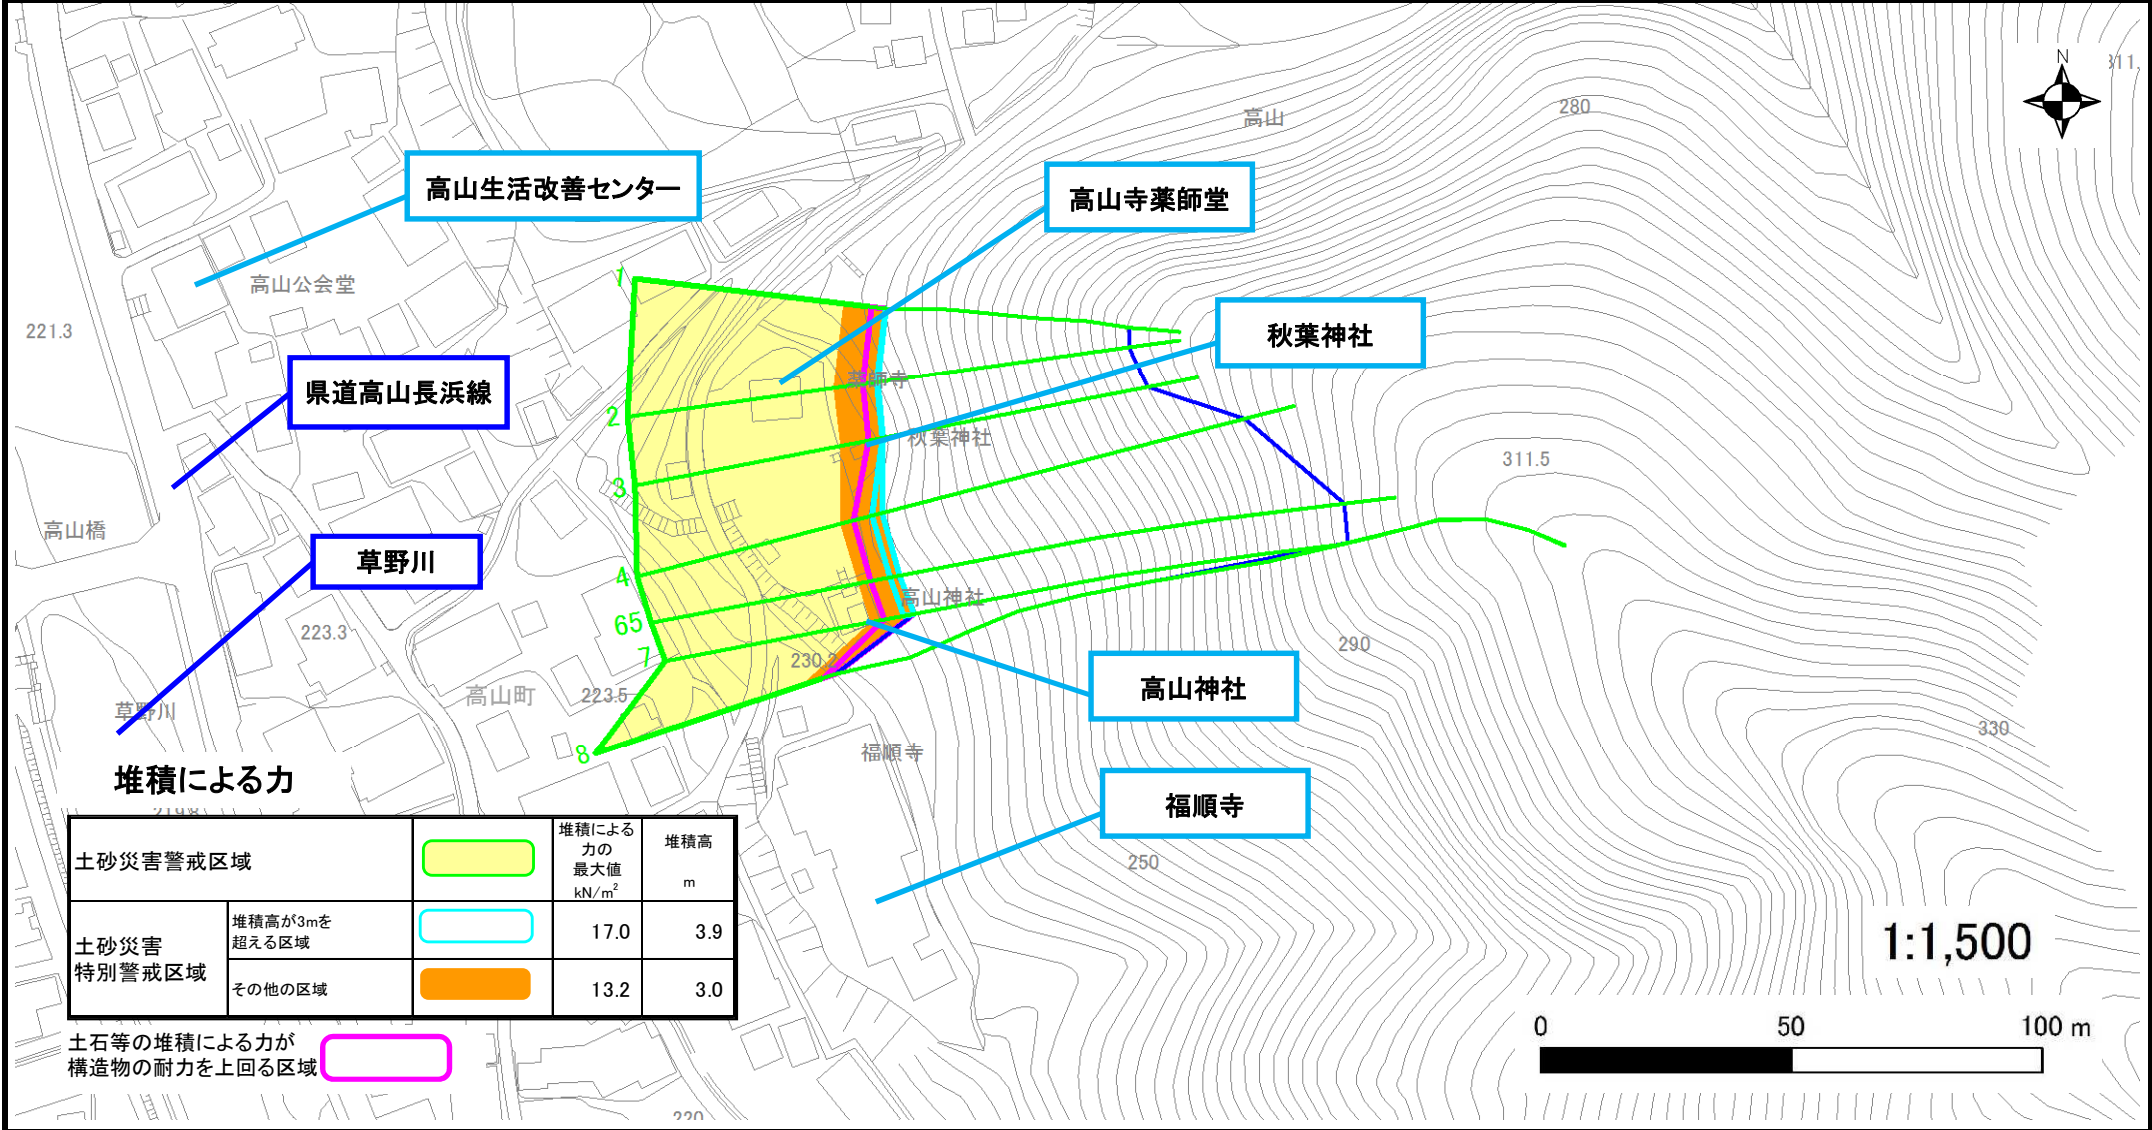 N
311.
高山
280
高山生活改善センター
高山寺薬師堂
高山公会堂
1
221.3
秋葉神社
県道高山長浜線
薬師寺
2
秋葉神社
311.5
3
高山橋
草野川
4
高山神社
65
223.3
7
230.2
290
高山町
223.5
高山神社
草野川
330
8
福順寺
堆積による力
福順寺
219.8
250
土砂災害警戒区域
堆積による
力の
最大値
kN/m²
堆積高
m
土砂災害
特別警戒区域
堆積高が3mを
超える区域
17.0
3.9
その他の区域
13.2
3.0
1:1,500
土石等の堆積による力が
構造物の耐力を上回る区域
0 50 100 m
220